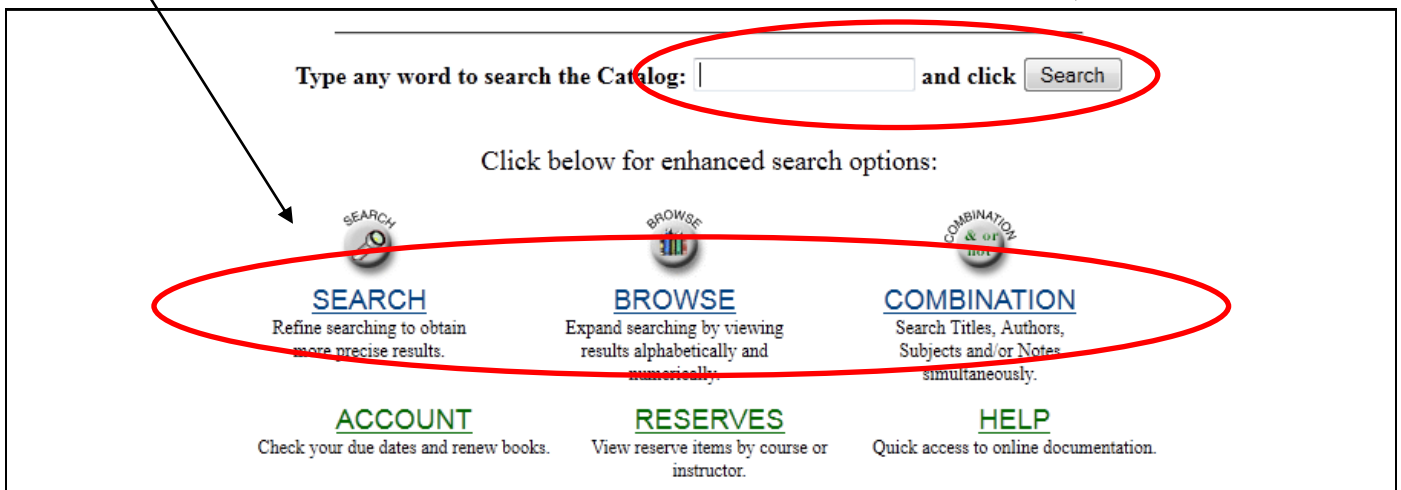 Type any word to search the Catalog: and click Search
Click below for enhanced search options:
SEARCH BROWSE COMBINATION
& or
not
SEARCH BROWSE COMBINATION
Refine searching to obtain Expand searching by viewing Search Titles, Authors,
more precise results. results alphabetically and Subjects and/or Notes
numerically. simultaneously.
ACCOUNT RESERVES HELP
Check your due dates and renew books. View reserve items by course or Quick access to online documentation.
instructor.